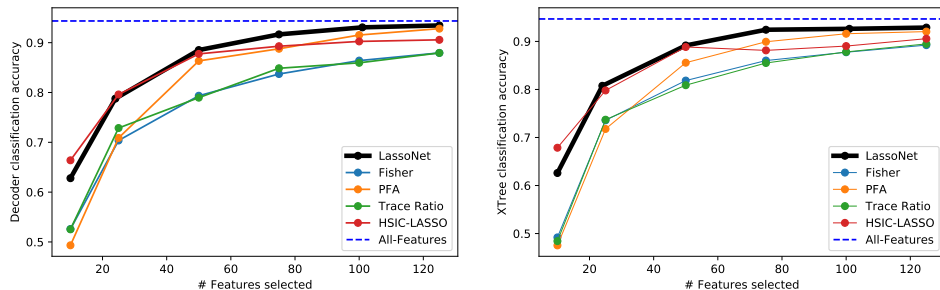 Decoder classification accuracy
0.9
0.8
0.7
0.6
0.5
20
40
60
80
100
120
# Features selected
LassoNet
Fisher
PFA
Trace Ratio
HSIC-LASSO
All-Features
XTree classification accuracy
0.9
0.8
0.7
0.6
0.5
20
40
60
80
100
120
# Features selected
LassoNet
Fisher
PFA
Trace Ratio
HSIC-LASSO
All-Features